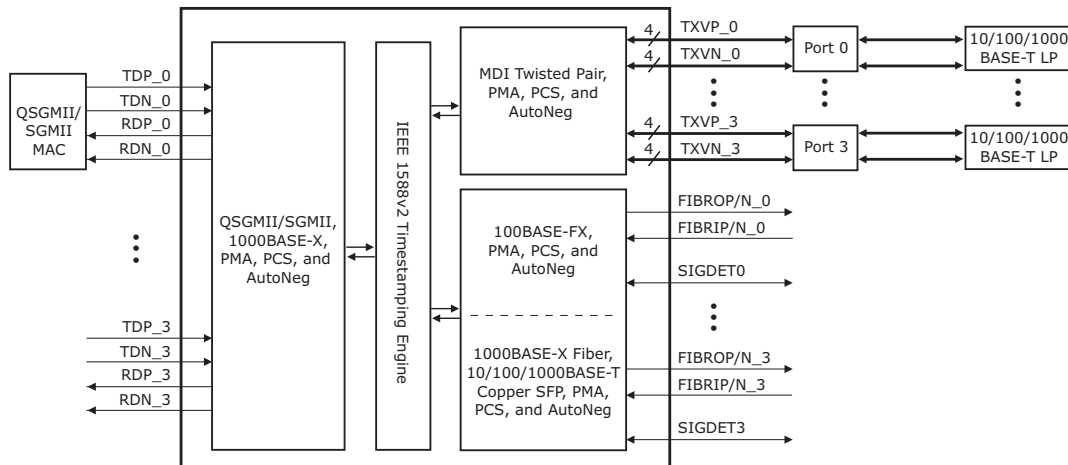 QSGMII/
SGMII
MAC
TDP_0
TDN_0
RDP_0
RDN_0
TDP_3
TDN_3
RDP_3
RDN_3
QSGMII/SGMII,
1000BASE-X,
PMA, PCS, and
AutoNeg
IEEE 1588v2 Timestamping Engine
MDI Twisted Pair,
PMA, PCS, and
AutoNeg
100BASE-FX,
PMA, PCS, and
AutoNeg
1000BASE-X Fiber,
10/100/1000BASE-T
Copper SFP, PMA,
PCS, and AutoNeg
4 TXVP_0
4 TXVN_0
4 TXVP_3
4 TXVN_3
Port 0
Port 3
10/100/1000
BASE-T LP
10/100/1000
BASE-T LP
FIBROP/N_0
FIBRIP/N_0
SIGDET0
FIBROP/N_3
FIBRIP/N_3
SIGDET3